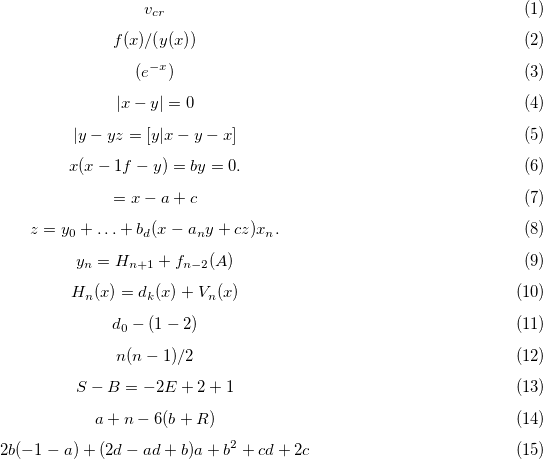 v_{cr} (1)
f(x)/(y(x)) (2)
(e^{-x}) (3)
|x − y| = 0 (4)
|y − yz = [y|x − y − x] (5)
x(x − 1f − y) = by = 0. (6)
= x − a + c (7)
z = y_0 + … + b_d(x − a_n y + cz)x_n. (8)
y_n = H_{n+1} + f_{n−2}(A) (9)
H_n(x) = d_k(x) + V_n(x) (10)
d_0 − (1 − 2) (11)
n(n − 1)/2 (12)
S − B = −2E + 2 + 1 (13)
a + n − 6(b + R) (14)
2b(−1 − a) + (2d − ad + b)a + b^2 + cd + 2c (15)